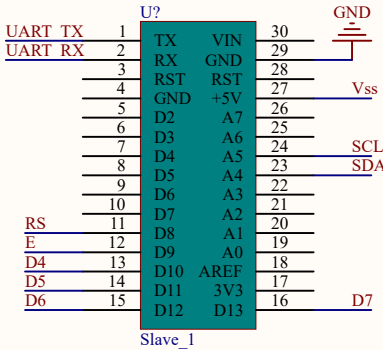 U? GND
UART_TX 1 TX VIN 30
UART_RX 2 RX GND 29
3 RST RST 28
4 GND +5V 27 Vss
5 D2 A7 26
6 D3 A6 25
7 D4 A5 24 SCL
8 D5 A4 23 SDA
9 D6 A3 22
10 D7 A2 21
RS 11 D8 A1 20
E 12 D9 A0 19
D4 13 D10 AREF 18
D5 14 D11 3V3 17
D6 15 D12 D13 16 D7
Slave_1